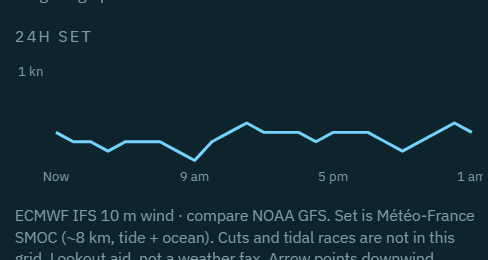 24H SET
1 kn
Now 9 am 5 pm 1 am
ECMWF IFS 10 m wind · compare NOAA GFS. Set is Météo-France
SMOC (~8 km, tide + ocean). Cuts and tidal races are not in this
grid. Lookout aid, not a weather fax. Arrow points downwind